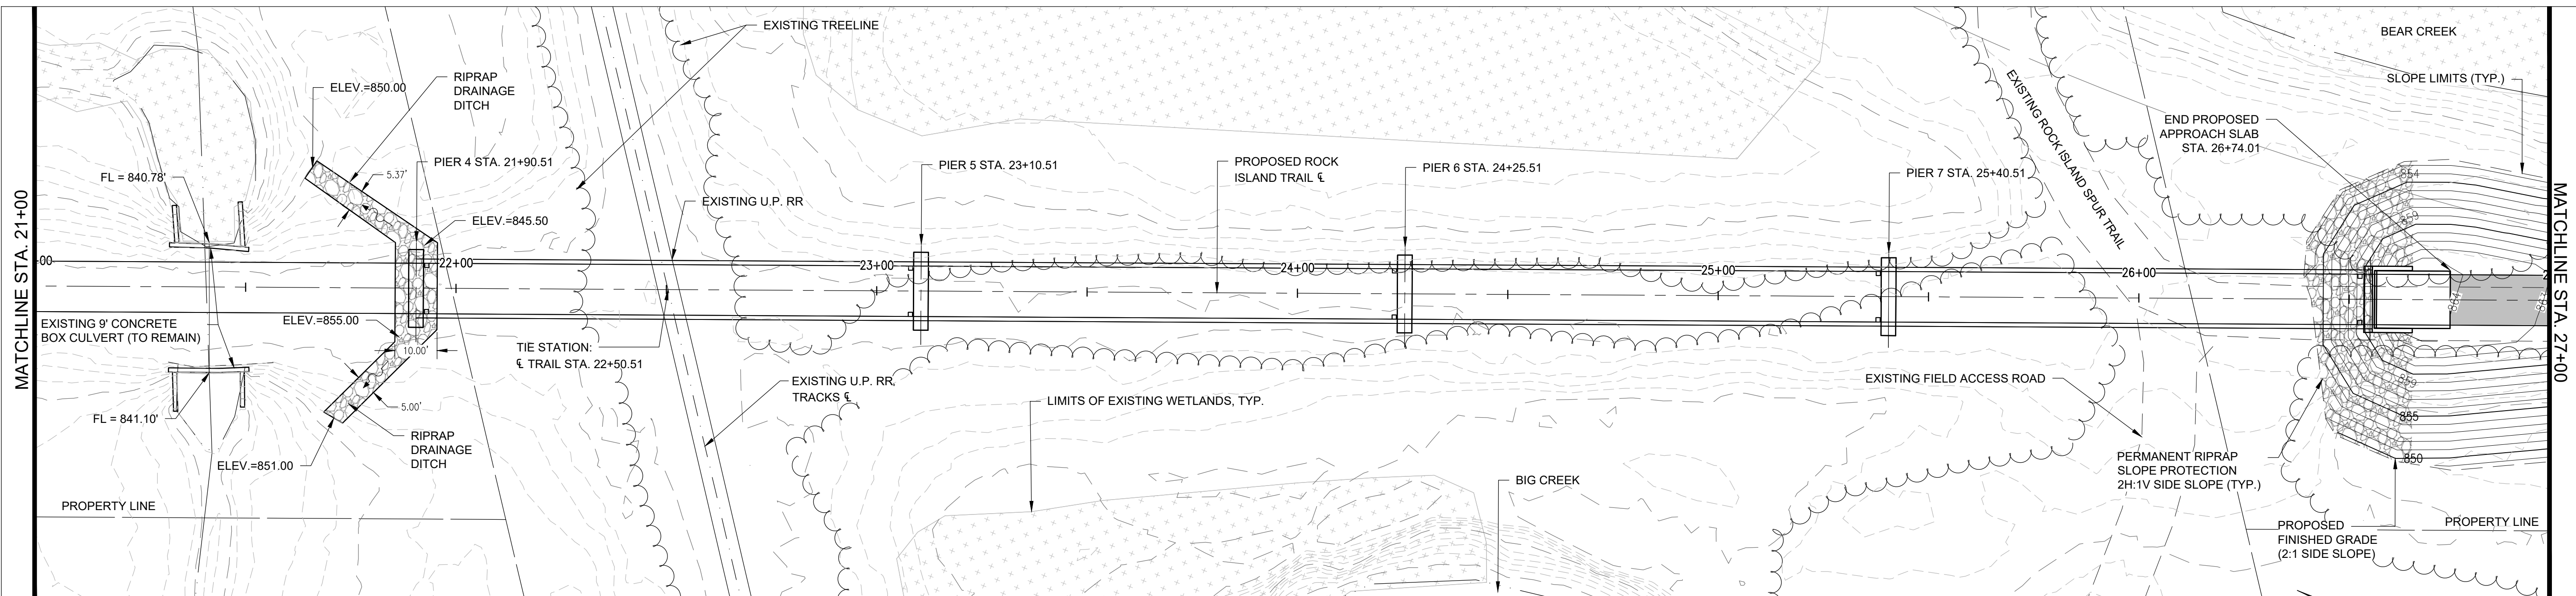 MATCHLINE STA. 21+00
EXISTING TREELINE
BEAR CREEK
SLOPE LIMITS (TYP.)
ELEV.=850.00
RIPRAP
DRAINAGE
DITCH
EXISTING ROCK ISLAND SPUR TRAIL
END PROPOSED
APPROACH SLAB
STA. 26+74.01
FL = 840.78'
5.37'
PIER 4 STA. 21+90.51
PIER 5 STA. 23+10.51
PROPOSED ROCK
ISLAND TRAIL ℄
PIER 6 STA. 24+25.51
PIER 7 STA. 25+40.51
854
859
EXISTING U.P. RR
ELEV.=845.50
-00
22+00
23+00
24+00
25+00
26+00
2
864
863
EXISTING 9' CONCRETE
BOX CULVERT (TO REMAIN)
ELEV.=855.00
10.00'
TIE STATION:
℄ TRAIL STA. 22+50.51
EXISTING U.P. RR.
TRACKS ℄
5.00'
FL = 841.10'
LIMITS OF EXISTING WETLANDS, TYP.
EXISTING FIELD ACCESS ROAD
859
855
850
RIPRAP
DRAINAGE
DITCH
ELEV.=851.00
PROPERTY LINE
BIG CREEK
PERMANENT RIPRAP
SLOPE PROTECTION
2H:1V SIDE SLOPE (TYP.)
PROPOSED
FINISHED GRADE
(2:1 SIDE SLOPE)
PROPERTY LINE
MATCHLINE STA. 27+00